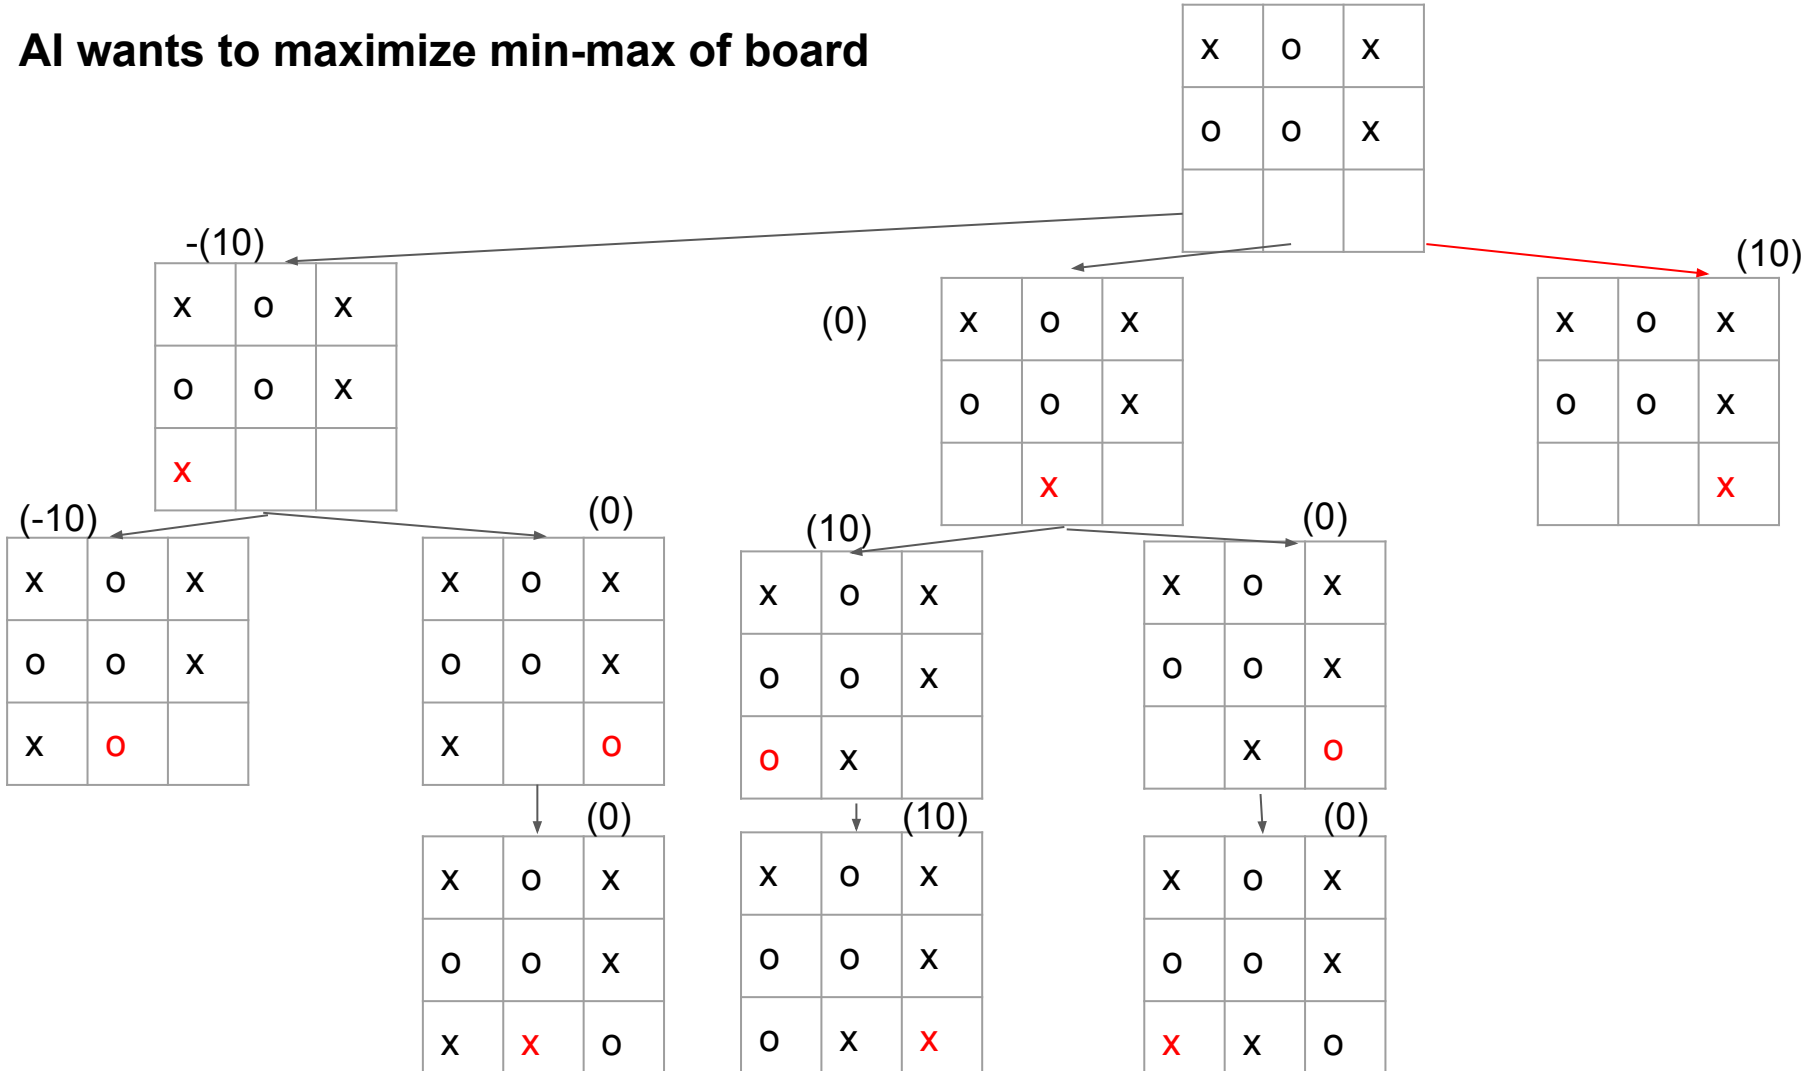 AI wants to maximize min-max of board
x o x
o o x
-(10)
(10)
x o x
o o x
x
(0)
x o x
o o x
x
x o x
o o x
x
(-10)
(0)
(10)
(0)
x o x
o o x
x o
x o x
o o x
x o
x o x
o o x
o x
x o x
o o x
x o
(0)
(10)
(0)
x o x
o o x
x x o
x o x
o o x
o x x
x o x
o o x
x x o